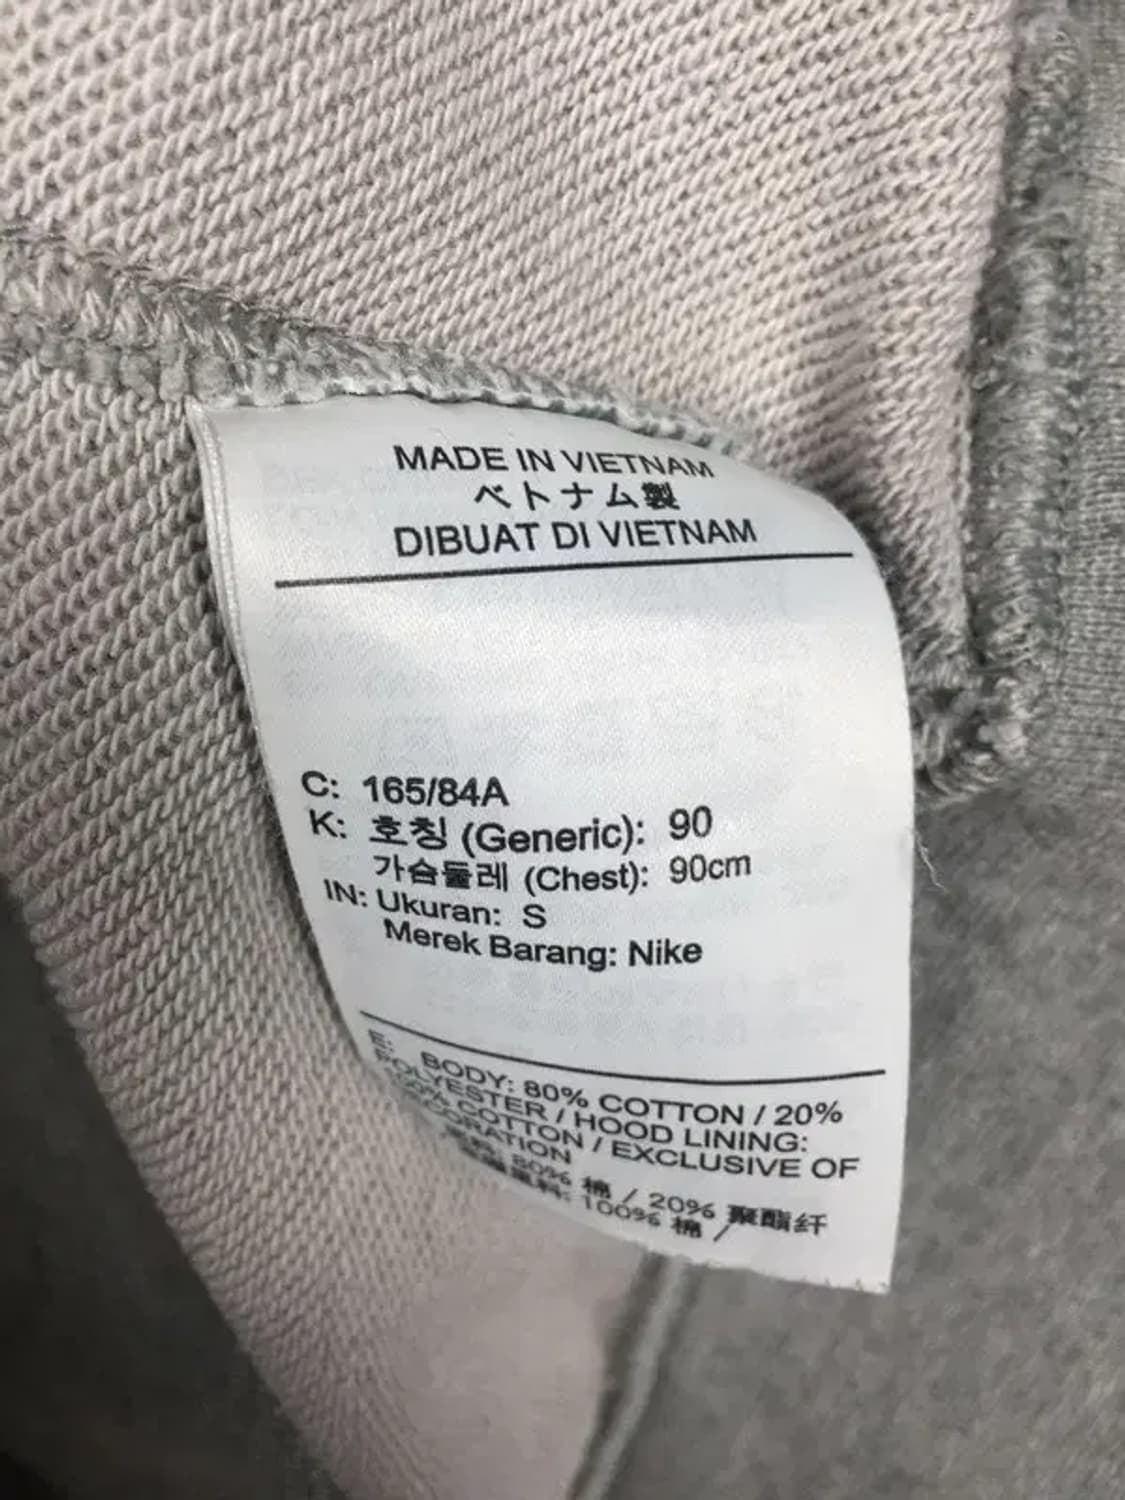 MADE IN VIETNAM
ベトナム製
DIBUAT DI VIETNAM
C: 165/84A
K: 호칭 (Generic): 90
가슴둘레 (Chest): 90cm
IN: Ukuran: S
Merek Barang: Nike
E: BODY: 80% COTTON / 20%
POLYESTER / HOOD LINING:
100% COTTON / EXCLUSIVE OF
80% 棉 / 20% 聚酯纤
100% 棉 /